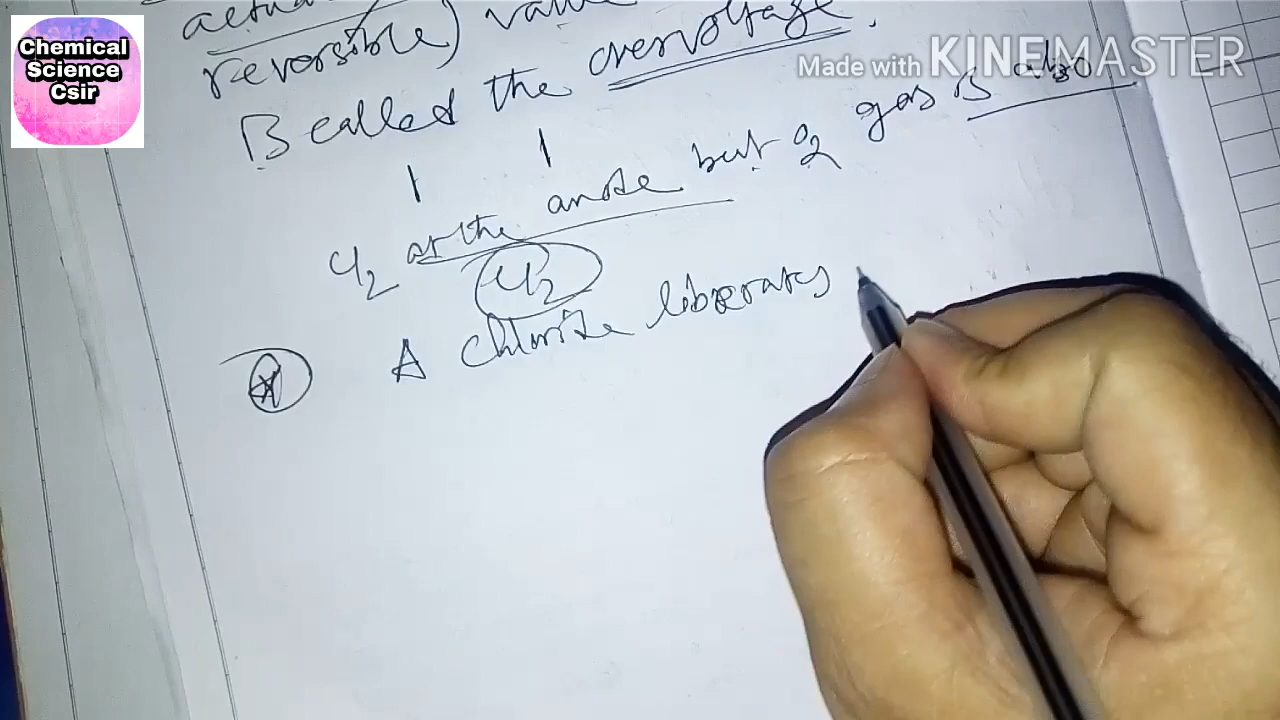 Chemical
Science
Csir
Made with KINEMASTER
reversible) value
is called the overvoltage.
Cl2 at the anode but O2 gas is also
Cl2
A chloride liberates